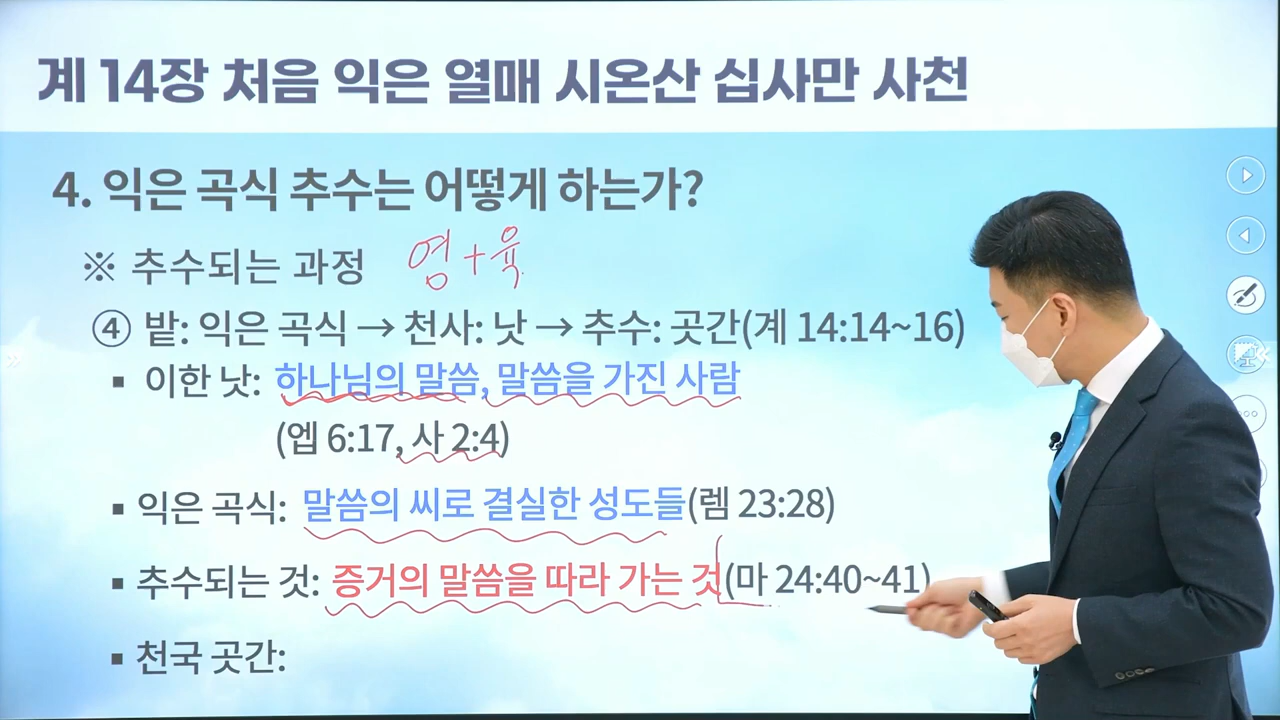 계 14장 처음 익은 열매 시온산 십사만 사천
4. 익은 곡식 추수는 어떻게 하는가?
※ 추수되는 과정 영+육
④ 밭: 익은 곡식 → 천사: 낫 → 추수: 곳간(계 14:14~16)
▪ 이한 낫: 하나님의 말씀, 말씀을 가진 사람
(엡 6:17, 사 2:4)
▪ 익은 곡식: 말씀의 씨로 결실한 성도들(렘 23:28)
▪ 추수되는 것: 증거의 말씀을 따라 가는 것(마 24:40~41)
▪ 천국 곳간: